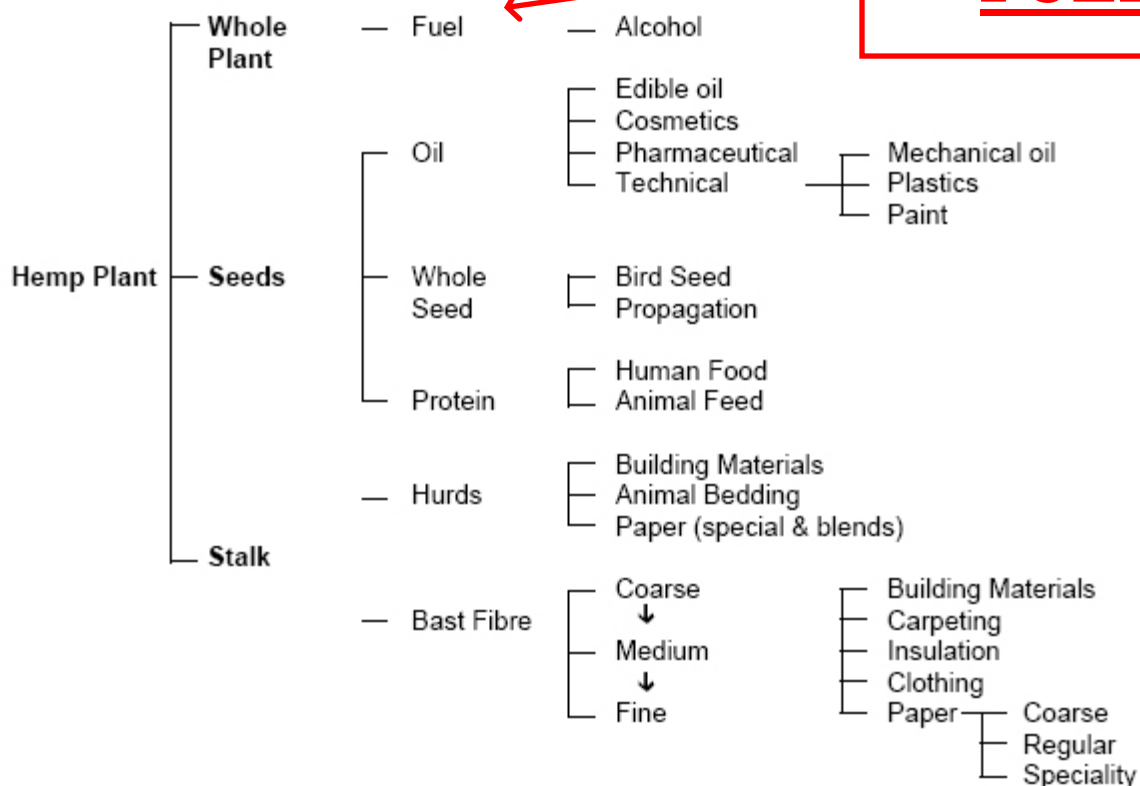 Whole
Plant
Fuel
Alcohol
Edible oil
Cosmetics
Oil
Pharmaceutical
Mechanical oil
Technical
Plastics
Paint
Hemp Plant
Seeds
Whole
Seed
Bird Seed
Propagation
Protein
Human Food
Animal Feed
Hurds
Building Materials
Animal Bedding
Paper (special & blends)
Stalk
Bast Fibre
Coarse
Medium
Fine
Building Materials
Carpeting
Insulation
Clothing
Paper
Coarse
Regular
Speciality